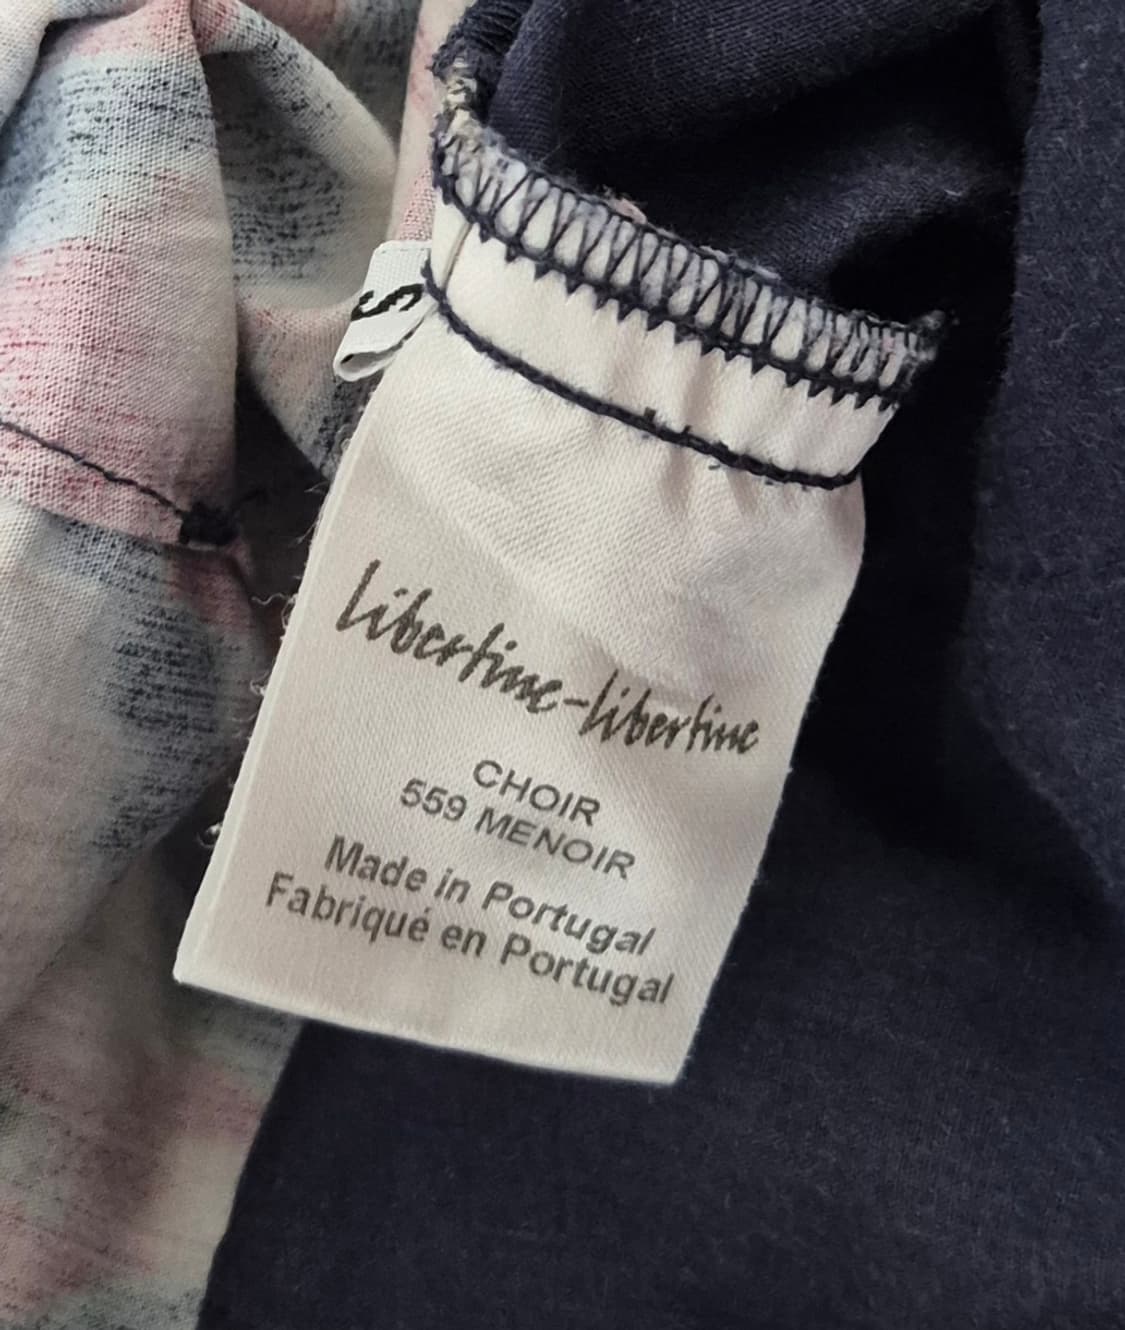 S
libertine-libertine
CHOIR
559 MENOIR
Made in Portugal
Fabriqué en Portugal